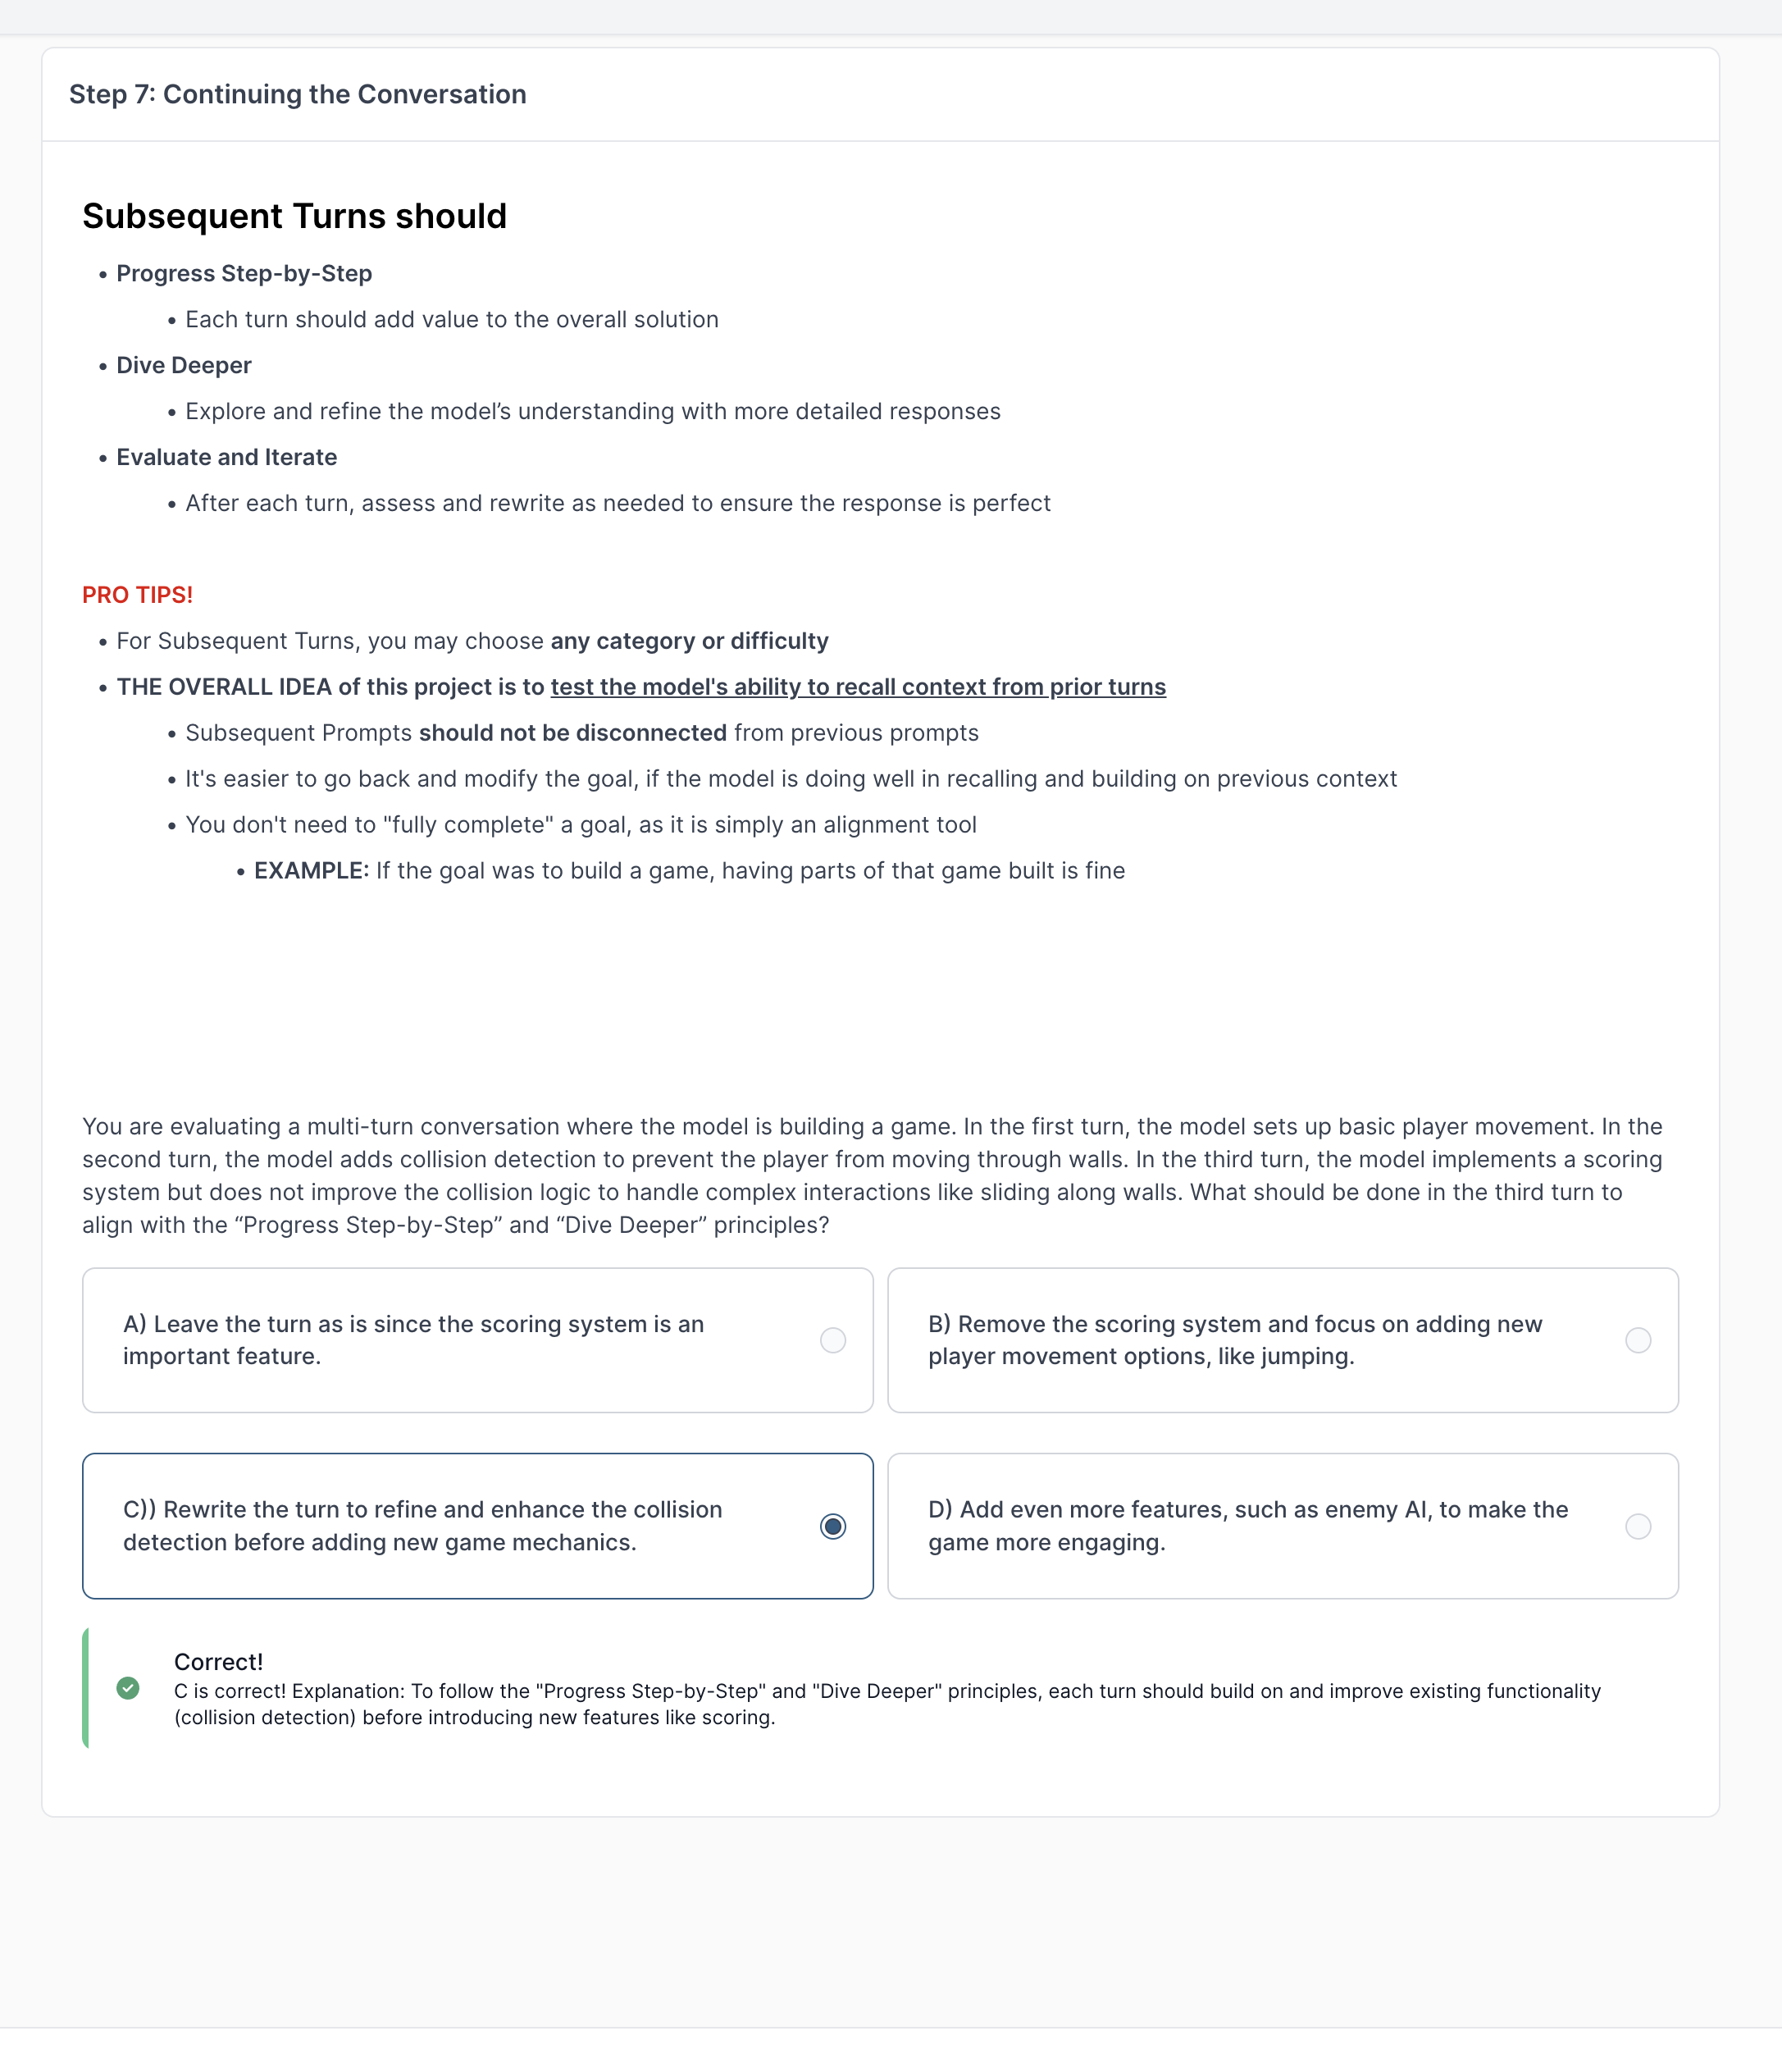 Step 7: Continuing the Conversation
Subsequent Turns should
• Progress Step-by-Step
• Each turn should add value to the overall solution
• Dive Deeper
• Explore and refine the model’s understanding with more detailed responses
• Evaluate and Iterate
• After each turn, assess and rewrite as needed to ensure the response is perfect
PRO TIPS!
• For Subsequent Turns, you may choose any category or difficulty
• THE OVERALL IDEA of this project is to test the model's ability to recall context from prior turns
• Subsequent Prompts should not be disconnected from previous prompts
• It's easier to go back and modify the goal, if the model is doing well in recalling and building on previous context
• You don't need to "fully complete" a goal, as it is simply an alignment tool
• EXAMPLE: If the goal was to build a game, having parts of that game built is fine
You are evaluating a multi-turn conversation where the model is building a game. In the first turn, the model sets up basic player movement. In the
second turn, the model adds collision detection to prevent the player from moving through walls. In the third turn, the model implements a scoring
system but does not improve the collision logic to handle complex interactions like sliding along walls. What should be done in the third turn to
align with the “Progress Step-by-Step” and “Dive Deeper” principles?
A) Leave the turn as is since the scoring system is an
important feature.
B) Remove the scoring system and focus on adding new
player movement options, like jumping.
C)) Rewrite the turn to refine and enhance the collision
detection before adding new game mechanics.
D) Add even more features, such as enemy AI, to make the
game more engaging.
Correct!
C is correct! Explanation: To follow the "Progress Step-by-Step" and "Dive Deeper" principles, each turn should build on and improve existing functionality
(collision detection) before introducing new features like scoring.